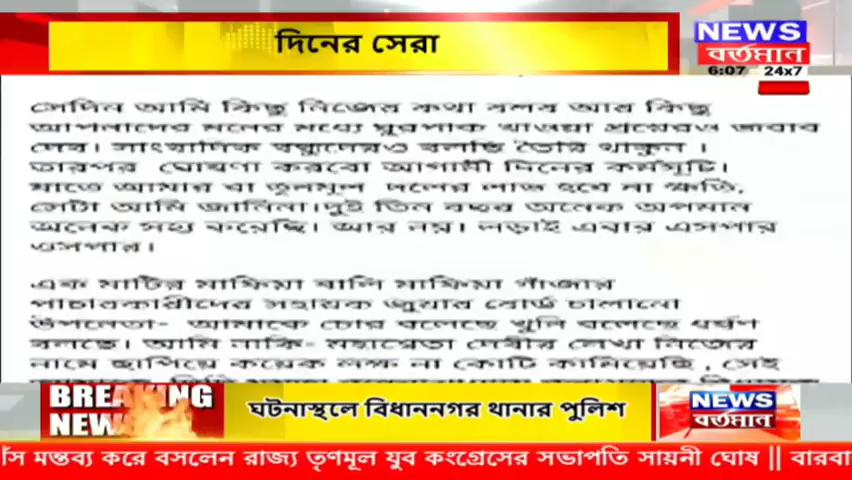 দিনের সেরা
NEWS
বর্তমান
6:07 24x7
সেদিন আমি কিছু নিজের কথা বলব আর কিছু
আপনাদের মনের মধ্যে ঘুরপাক খাওয়া প্রশ্নেরও জবাব
দেব। সাংবাদিক বন্ধুদেরও বলছি তৈরি থাকুন ।
তারপর ঘোষণা করবো আগামী দিনের কর্মসূচি।
যাতে আমার বা তৃনমূল দলের লাভ হবে না ক্ষতি,
সেটা আমি জানিনা।দুই তিন বছর অনেক অপমান
অনেক সহ্য করেছি। আর নয়। লড়াই এবার এসপার
ওসপার।
এক মাটির মাফিয়া বালি মাফিয়া গাঁজার
পাচারকারীদের সহায়ক জুয়ার বোর্ড চালানো
উপনেতা- আমাকে চোর বলেছে খুনি বলেছে ধর্ষণ
বলছে। আমি নাকি- মহাশ্বেতা দেবীর লেখা নিজের
নামে ছাপিয়ে কয়েক লক্ষ না কোটি কামিয়েছি , সেই
BREAKING
NEWS
ঘটনাস্থলে বিধাননগর থানার পুলিশ
NEWS
বর্তমান
মন্তব্য করে বসলেন রাজ্য তৃণমূল যুব কংগ্রেসের সভাপতি সায়নী ঘোষ || বারবা